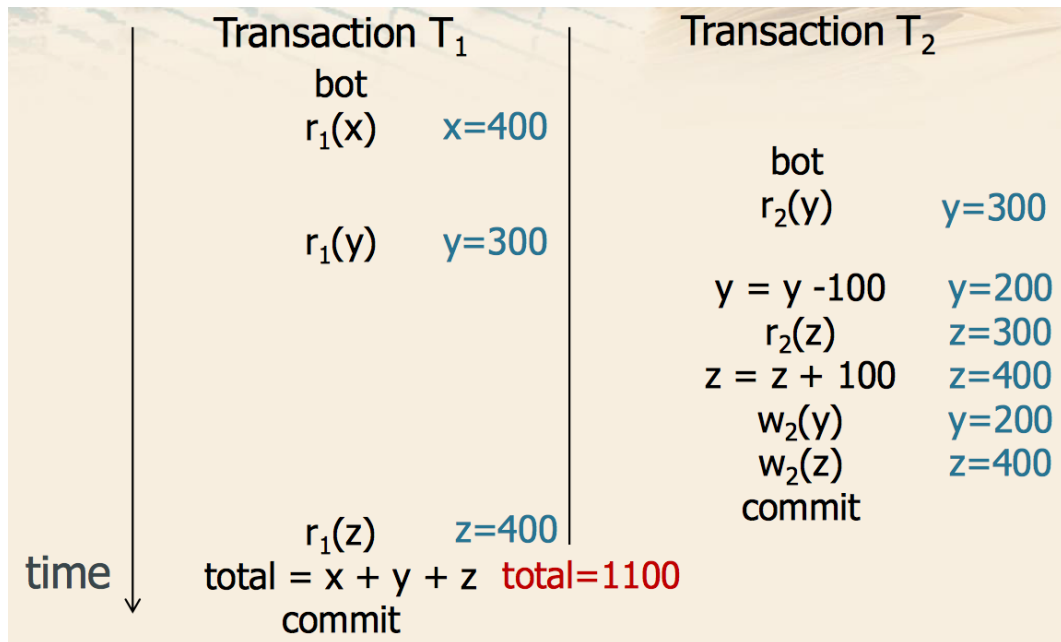 Transaction T₁
Transaction T₂
bot
r₁(x) x=400
bot
r₂(y) y=300
r₁(y) y=300
y = y -100 y=200
r₂(z) z=300
z = z + 100 z=400
w₂(y) y=200
w₂(z) z=400
commit
r₁(z) z=400
time total = x + y + z total=1100
commit